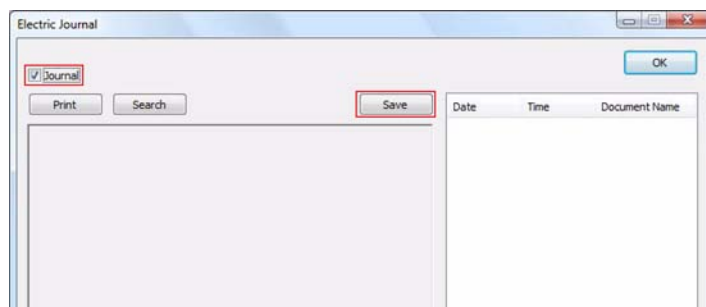 Electric Journal
OK
Journal
Print Search Save Date Time Document Name